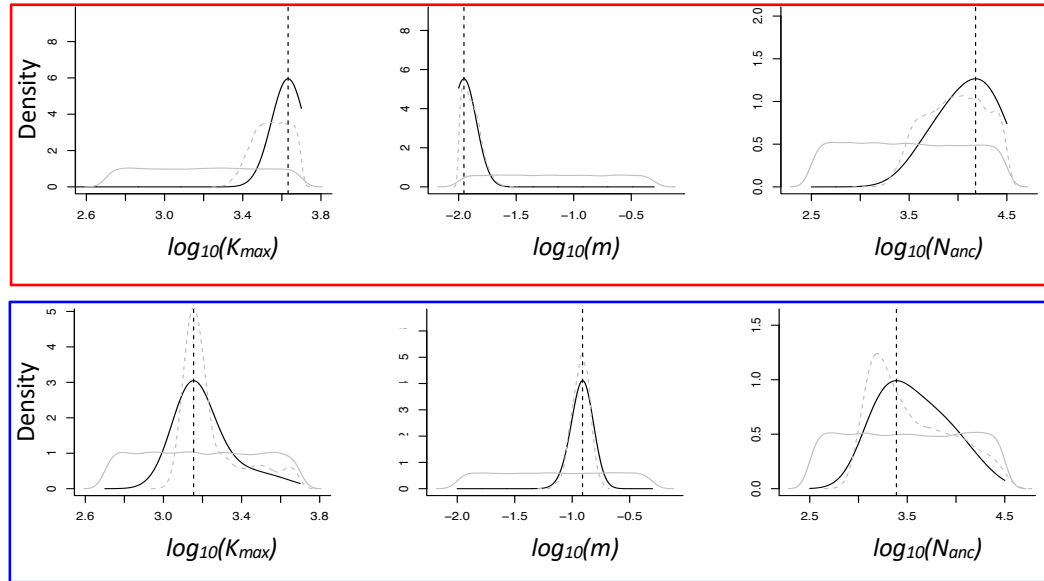 Density
0 2 4 6 8
2.6 3.0 3.4 3.8
log10(Kmax)
0 2 4 6 8
−2.0 −1.5 −1.0 −0.5
log10(m)
0.0 0.5 1.0 1.5 2.0
2.5 3.5 4.5
log10(Nanc)
Density
0 1 2 3 4 5
2.6 3.0 3.4 3.8
log10(Kmax)
0 1 2 3 4 5
−2.0 −1.5 −1.0 −0.5
log10(m)
0.0 0.5 1.0 1.5
2.5 3.5 4.5
log10(Nanc)